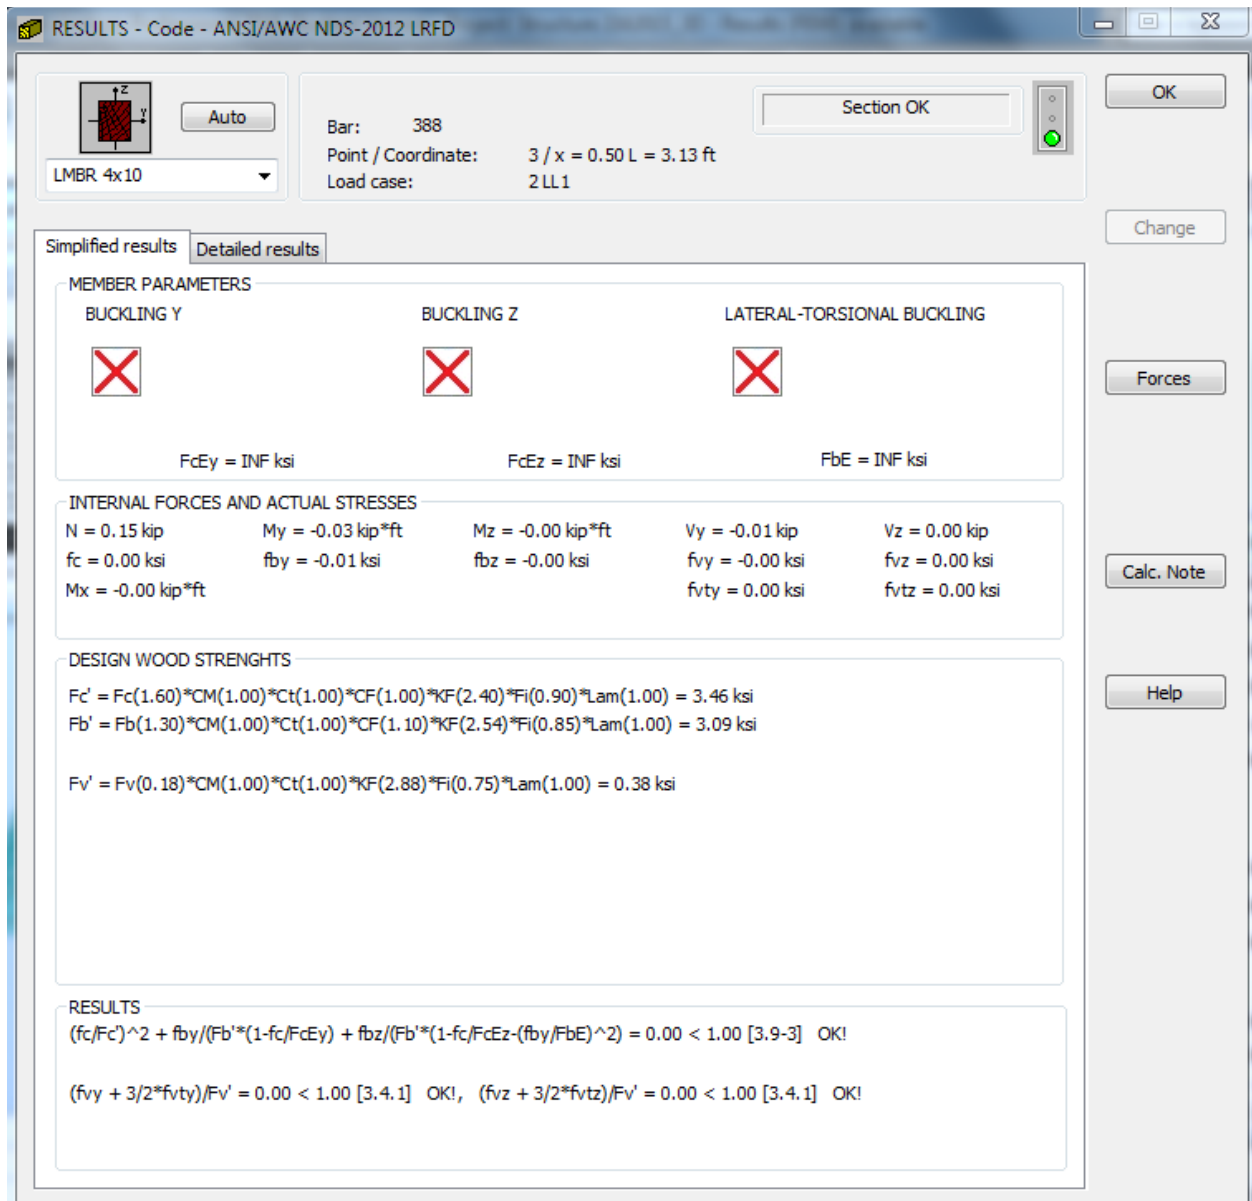 RESULTS - Code - ANSI/AWC NDS-2012 LRFD
Z
Y
Auto
LMBR 4x10
Bar: 388
Point / Coordinate: 3 / x = 0.50 L = 3.13 ft
Load case: 2 LL1
Section OK
OK
Change
Simplified results Detailed results
MEMBER PARAMETERS
BUCKLING Y BUCKLING Z LATERAL-TORSIONAL BUCKLING
FcEy = INF ksi FcEz = INF ksi FbE = INF ksi
Forces
INTERNAL FORCES AND ACTUAL STRESSES
N = 0.15 kip My = -0.03 kip*ft Mz = -0.00 kip*ft Vy = -0.01 kip Vz = 0.00 kip
fc = 0.00 ksi fby = -0.01 ksi fbz = -0.00 ksi fvy = -0.00 ksi fvz = 0.00 ksi
Mx = -0.00 kip*ft fvty = 0.00 ksi fvtz = 0.00 ksi
Calc. Note
DESIGN WOOD STRENGHTS
Fc' = Fc(1.60)*CM(1.00)*Ct(1.00)*CF(1.00)*KF(2.40)*Fi(0.90)*Lam(1.00) = 3.46 ksi
Fb' = Fb(1.30)*CM(1.00)*Ct(1.00)*CF(1.10)*KF(2.54)*Fi(0.85)*Lam(1.00) = 3.09 ksi
Fv' = Fv(0.18)*CM(1.00)*Ct(1.00)*KF(2.88)*Fi(0.75)*Lam(1.00) = 0.38 ksi
Help
RESULTS
(fc/Fc')^2 + fby/(Fb'*(1-fc/FcEy) + fbz/(Fb'*(1-fc/FcEz-(fby/FbE)^2) = 0.00 < 1.00 [3.9-3] OK!
(fvy + 3/2*fvty)/Fv' = 0.00 < 1.00 [3.4.1] OK!, (fvz + 3/2*fvtz)/Fv' = 0.00 < 1.00 [3.4.1] OK!